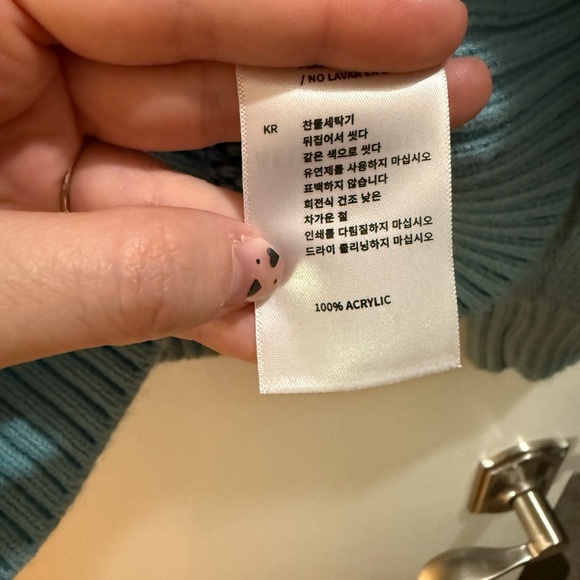 / NO LAVAR EN
KR
찬물세탁기
뒤집어서 씻다
같은 색으로 씻다
유연제를 사용하지 마십시오
표백하지 않습니다
회전식 건조 낮은
차가운 철
인쇄를 다림질하지 마십시오
드라이 클리닝하지 마십시오
100% ACRYLIC